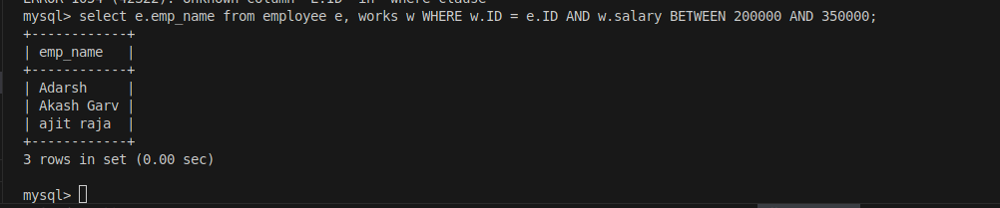 mysql> select e.emp_name from employee e, works w WHERE w.ID = e.ID AND w.salary BETWEEN 200000 AND 350000;
+------------+
| emp_name   |
+------------+
| Adarsh     |
| Akash Garv |
| ajit raja  |
+------------+
3 rows in set (0.00 sec)
mysql>